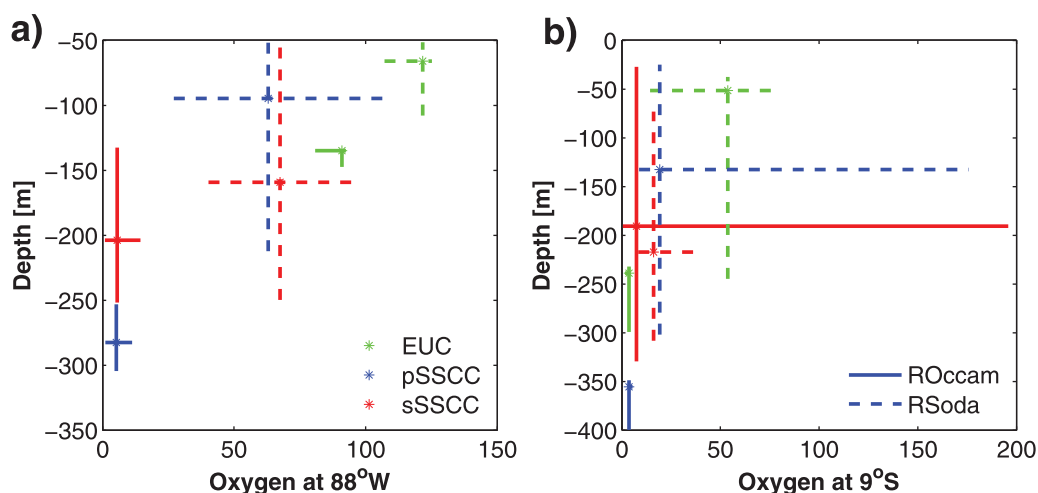 a)
−50
−100
−150
−200
−250
−300
−350
Depth [m]
0
50
100
150
Oxygen at 88°W
EUC
pSSCC
sSSCC
b)
0
−50
−100
−150
−200
−250
−300
−350
−400
Depth [m]
0
50
100
150
200
Oxygen at 9°S
ROccam
RSoda